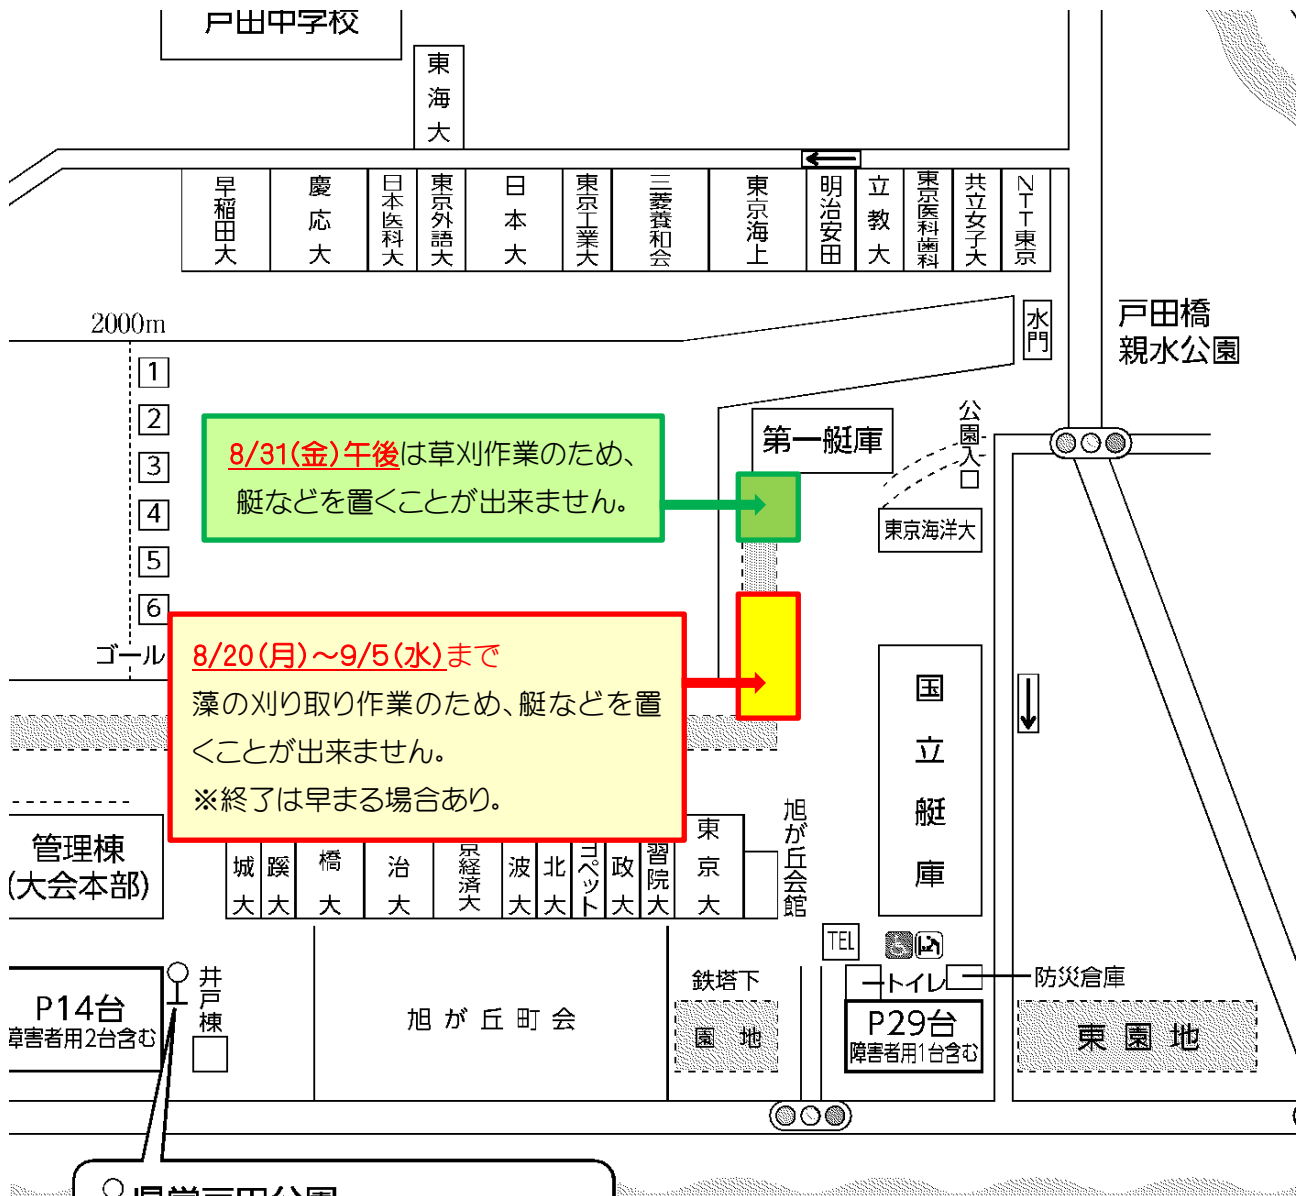 戸田中学校
東海大
早稲田大
慶応大
日本医科大
東京外語大
日本大
東京工業大
三菱養和会
東京海上
明治安田
立教大
東京医科歯科
共立女子大
NTT東京
2000m
水門
戸田橋
親水公園
1
2
3
4
5
6
ゴール
8/31(金)午後は草刈作業のため、
艇などを置くことが出来ません。
第一艇庫
公園入口
東京海洋大
8/20(月)～9/5(水)まで
藻の刈り取り作業のため、艇などを置
くことが出来ません。
※終了は早まる場合あり。
国立艇庫
管理棟
(大会本部)
城大
蹊大
橋大
治大
京経済大
波大
北大
ヨペット
政大
習院大
東京大
旭が丘会館
TEL
トイレ
防災倉庫
P14台
障害者用2台含む
井戸棟
旭が丘町会
鉄塔下
園地
P29台
障害者用1台含む
東園地
県営戸田公園